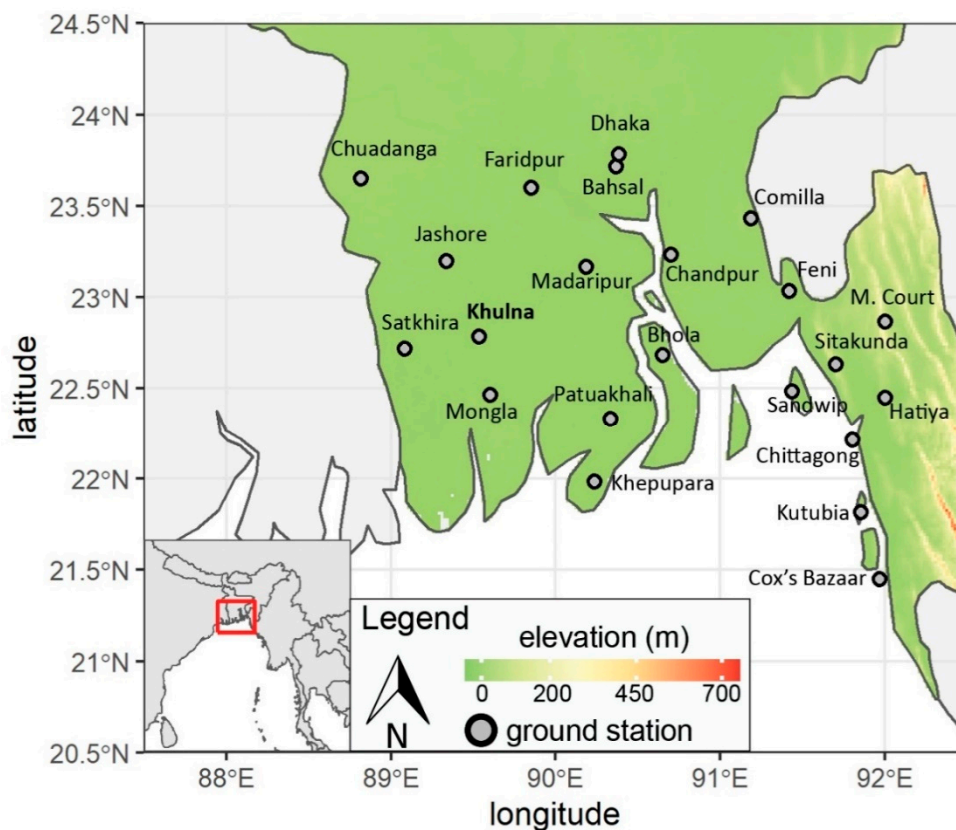 24.5°N
24°N
23.5°N
23°N
22.5°N
22°N
21.5°N
21°N
20.5°N
latitude
Dhaka
Chuadanga
Faridpur
Bahsal
Comilla
Jashore
Madaripur
Chandpur
Feni
M. Court
Satkhira
Khulna
Bhola
Sitakunda
Mongla
Patuakhali
Sandwip
Hatiya
Chittagong
Khepupara
Kutubia
Cox's Bazaar
Legend
elevation (m)
0 200 450 700
N
ground station
88°E 89°E 90°E 91°E 92°E
longitude